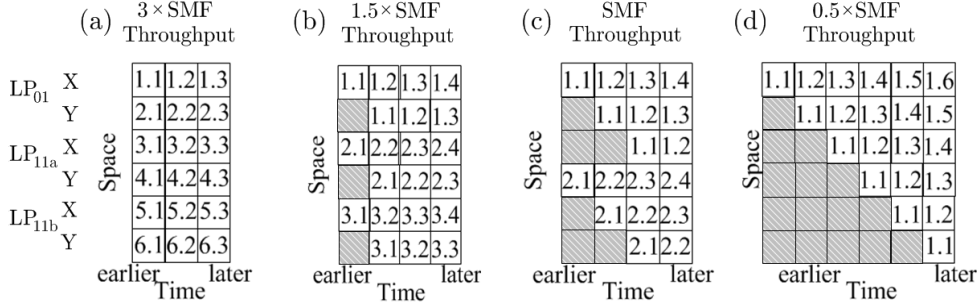 (a) 3×SMF Throughput
(b) 1.5×SMF Throughput
(c) SMF Throughput
(d) 0.5×SMF Throughput
LP01 X 1.1 1.2 1.3 1.1 1.2 1.3 1.4 1.1 1.2 1.3 1.4 1.1 1.2 1.3 1.4 1.5 1.6
Y 2.1 2.2 2.3 1.1 1.2 1.3 1.1 1.2 1.3 1.1 1.2 1.3 1.4 1.5
LP11a X 3.1 3.2 3.3 2.1 2.2 2.3 2.4 1.1 1.2 1.1 1.2 1.3 1.4
Y 4.1 4.2 4.3 2.1 2.2 2.3 2.1 2.2 2.3 2.4 1.1 1.2 1.3
LP11b X 5.1 5.2 5.3 3.1 3.2 3.3 3.4 2.1 2.2 2.3 1.1 1.2
Y 6.1 6.2 6.3 3.1 3.2 3.3 2.1 2.2 1.1
Space Space Space Space
earlier later earlier later earlier later earlier later
Time Time Time Time